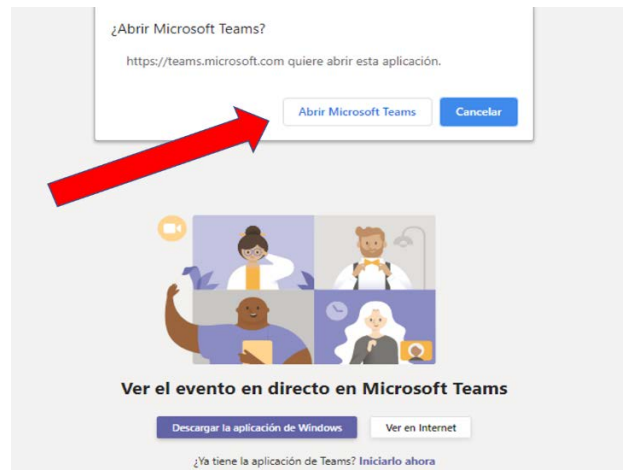 ¿Abrir Microsoft Teams?
https://teams.microsoft.com quiere abrir esta aplicación.
Abrir Microsoft Teams
Cancelar
Ver el evento en directo en Microsoft Teams
Descargar la aplicación de Windows
Ver en Internet
¿Ya tiene la aplicación de Teams? Iniciarlo ahora